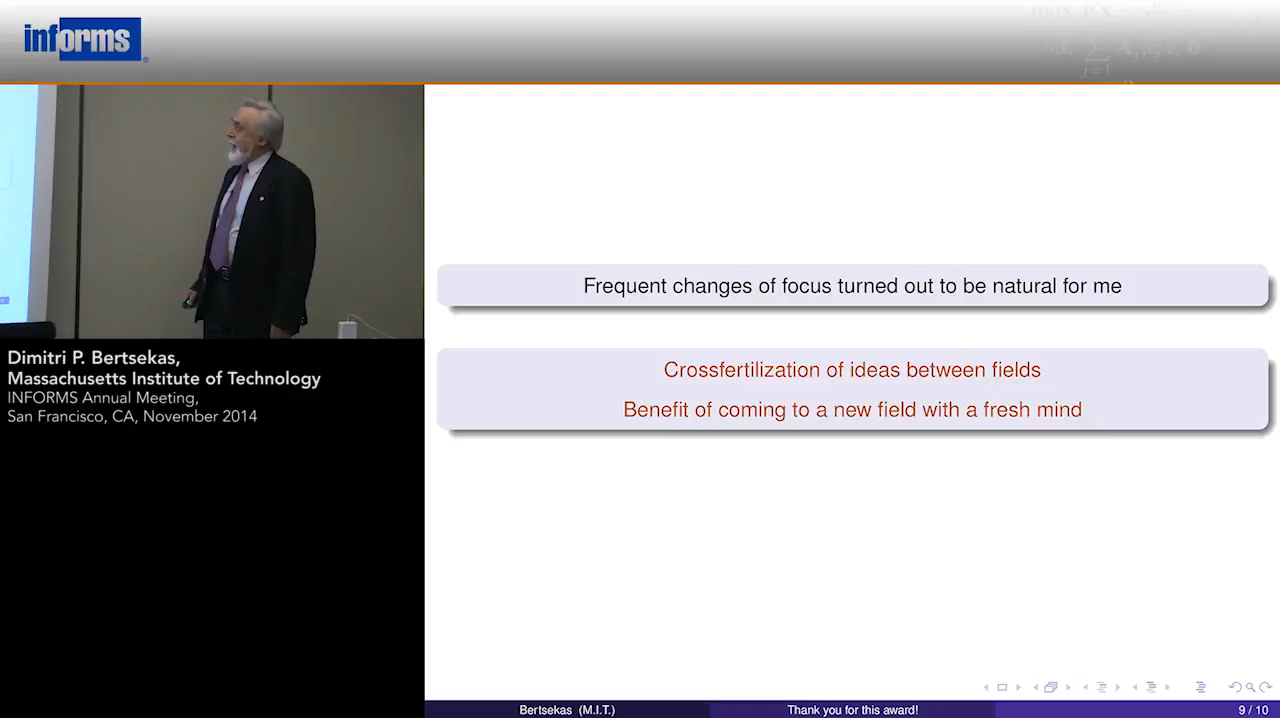 informs
Dimitri P. Bertsekas,
Massachusetts Institute of Technology
INFORMS Annual Meeting,
San Francisco, CA, November 2014
Frequent changes of focus turned out to be natural for me
Crossfertilization of ideas between fields
Benefit of coming to a new field with a fresh mind
Bertsekas (M.I.T.)
Thank you for this award!
9 / 10